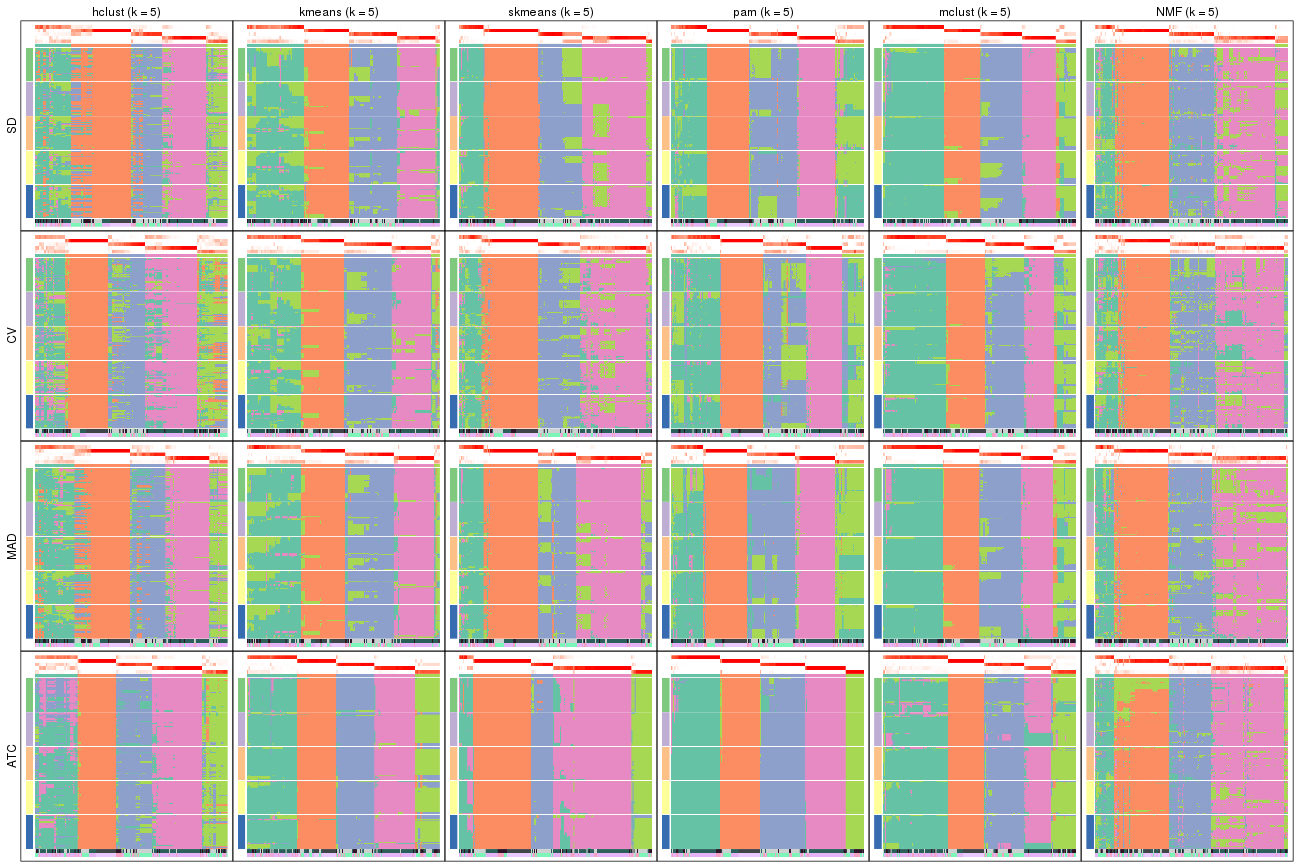 hclust (k = 5)
kmeans (k = 5)
skmeans (k = 5)
pam (k = 5)
mclust (k = 5)
NMF (k = 5)
SD
CV
MAD
ATC